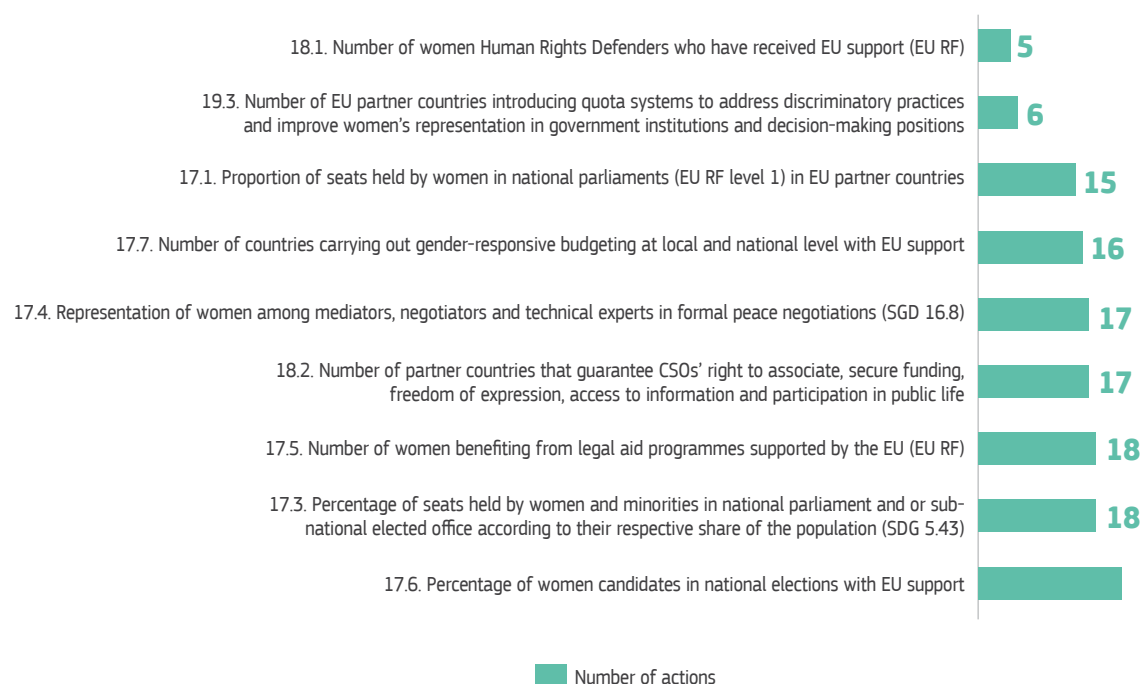 18.1. Number of women Human Rights Defenders who have received EU support (EU RF)
5
19.3. Number of EU partner countries introducing quota systems to address discriminatory practices
and improve women's representation in government institutions and decision-making positions
6
17.1. Proportion of seats held by women in national parliaments (EU RF level 1) in EU partner countries
15
17.7. Number of countries carrying out gender-responsive budgeting at local and national level with EU support
16
17.4. Representation of women among mediators, negotiators and technical experts in formal peace negotiations (SGD 16.8)
17
18.2. Number of partner countries that guarantee CSOs' right to associate, secure funding,
freedom of expression, access to information and participation in public life
17
17.5. Number of women benefiting from legal aid programmes supported by the EU (EU RF)
18
17.3. Percentage of seats held by women and minorities in national parliament and or sub-
national elected office according to their respective share of the population (SDG 5.43)
18
17.6. Percentage of women candidates in national elections with EU support
Number of actions